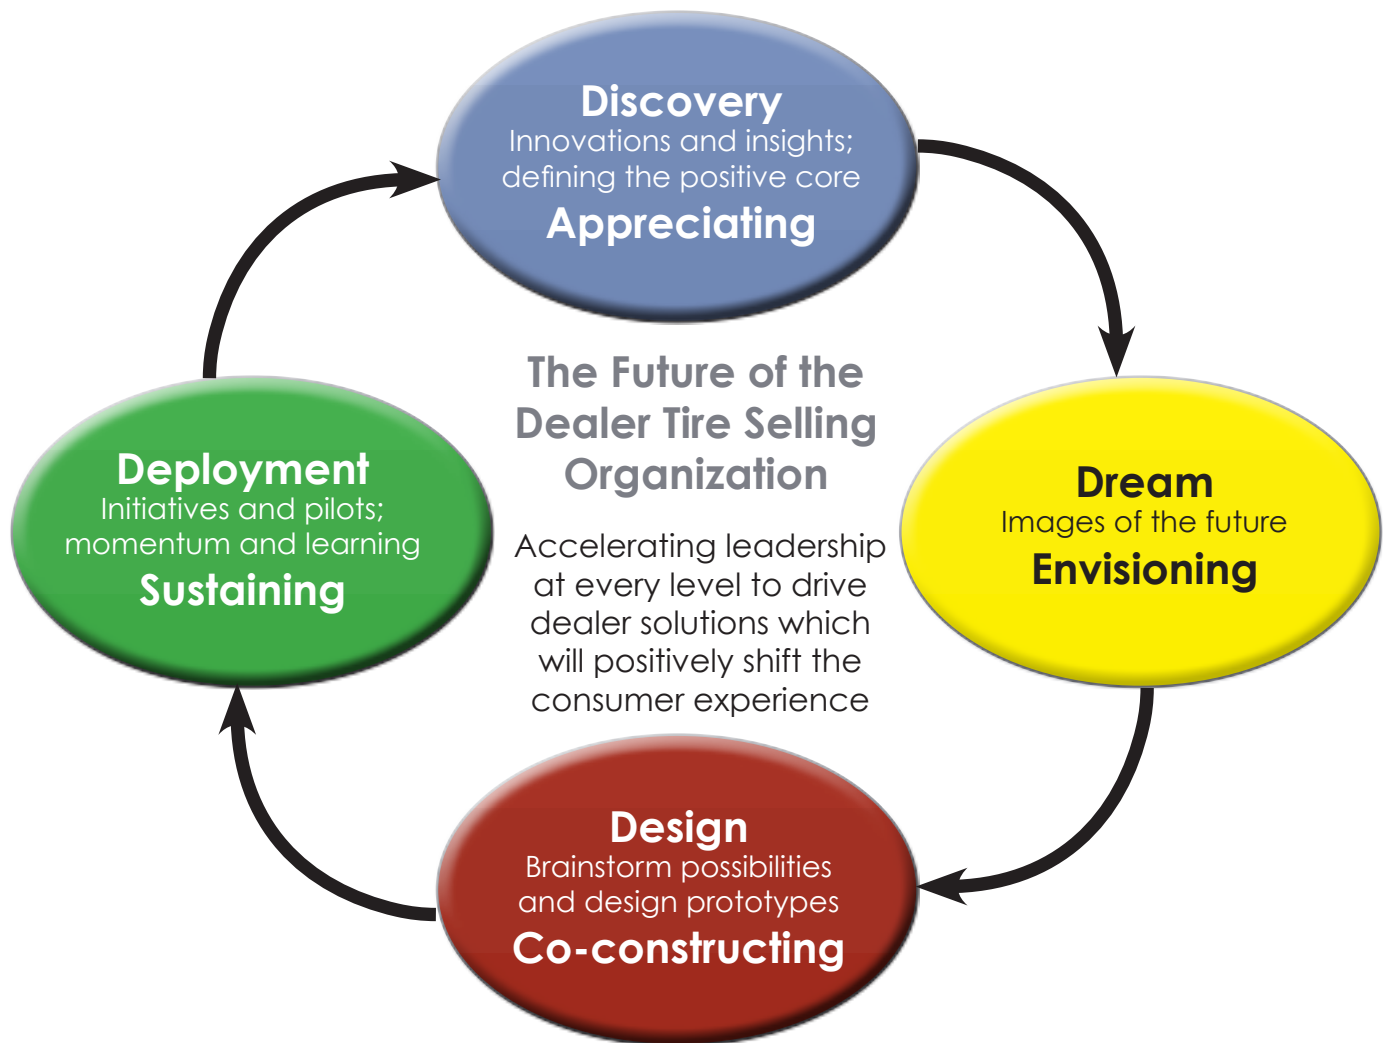 Discovery
Innovations and insights;
defining the positive core
Appreciating
The Future of the
Dealer Tire Selling
Organization
Accelerating leadership
at every level to drive
dealer solutions which
will positively shift the
consumer experience
Deployment
Initiatives and pilots;
momentum and learning
Sustaining
Dream
Images of the future
Envisioning
Design
Brainstorm possibilities
and design prototypes
Co-constructing